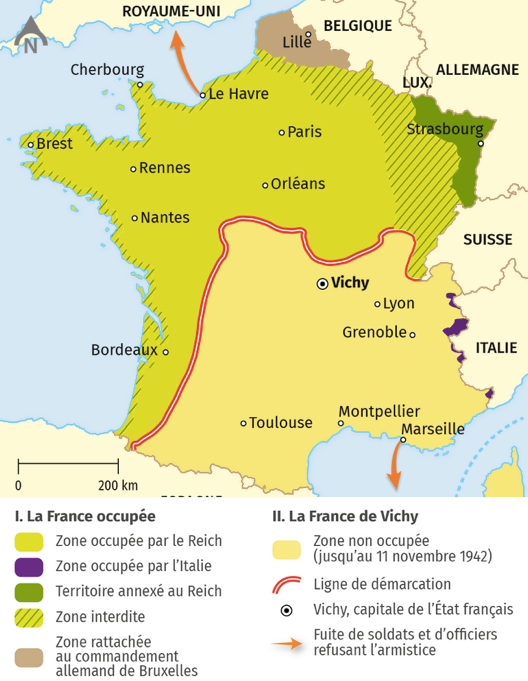 ROYAUME-UNI
N
BELGIQUE
Lille
Cherbourg
ALLEMAGNE
LUX.
Le Havre
Strasbourg
Paris
Brest
Rennes
Orléans
Nantes
SUISSE
Vichy
Lyon
Grenoble
ITALIE
Bordeaux
Montpellier
Toulouse
Marseille
0 200 km
I. La France occupée
Zone occupée par le Reich
Zone occupée par l'Italie
Territoire annexé au Reich
Zone interdite
Zone rattachée
au commandement
allemand de Bruxelles
II. La France de Vichy
Zone non occupée
(jusqu'au 11 novembre 1942)
Ligne de démarcation
Vichy, capitale de l'État français
Fuite de soldats et d'officiers
refusant l'armistice